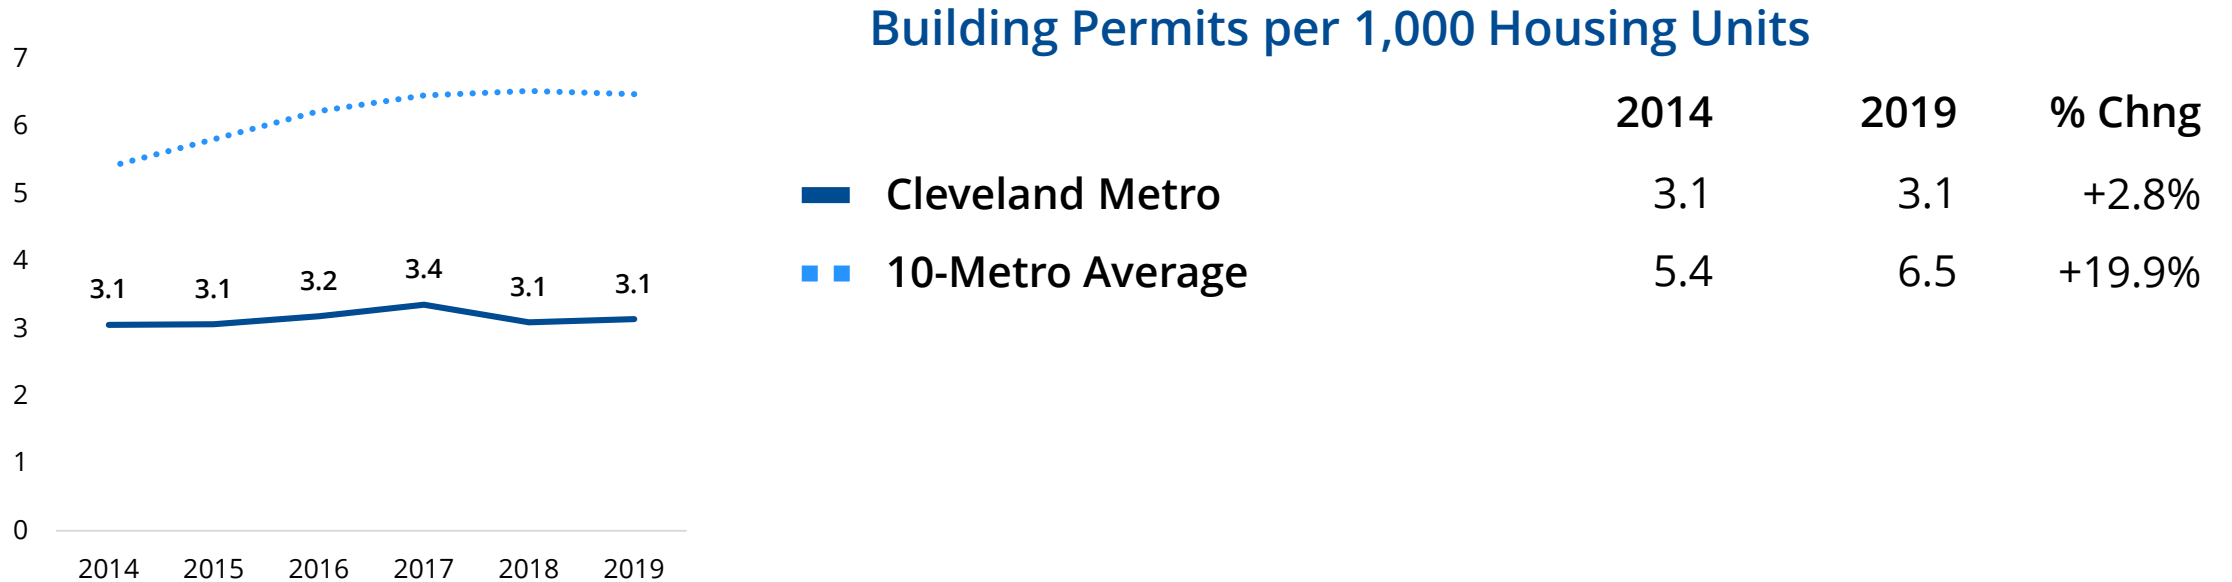 Building Permits per 1,000 Housing Units
7
6
5
4
3
2
1
0
3.1 3.1 3.2 3.4 3.1 3.1
2014 2015 2016 2017 2018 2019
2014 2019 % Chng
Cleveland Metro 3.1 3.1 +2.8%
10-Metro Average 5.4 6.5 +19.9%